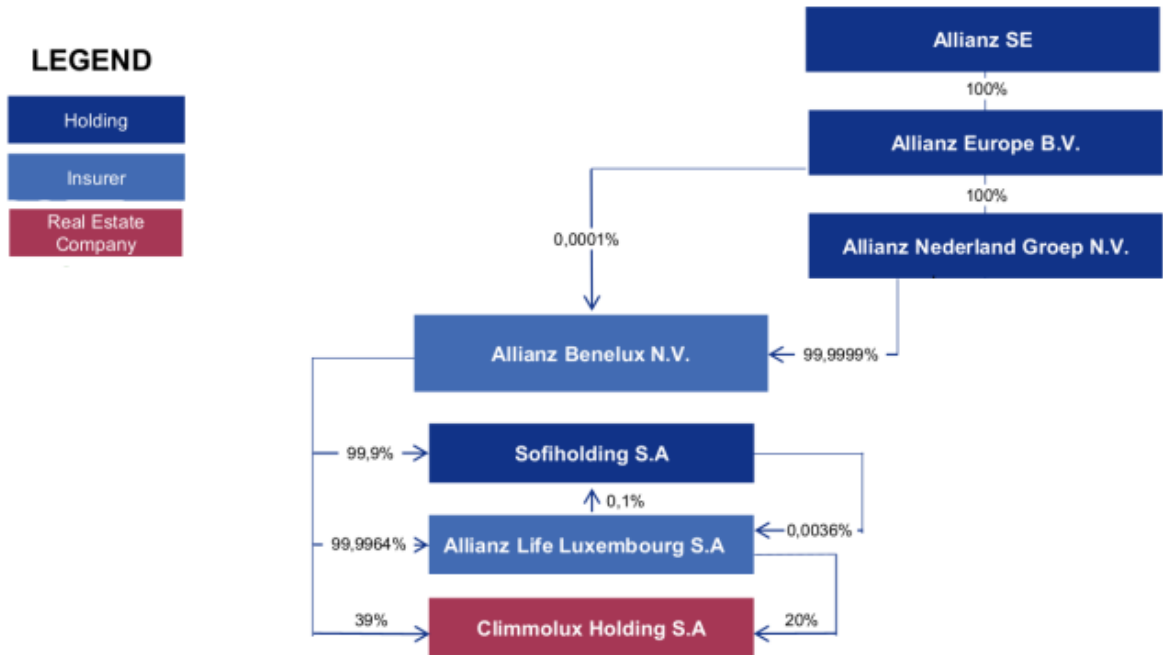 LEGEND
Holding
Insurer
Real Estate
Company
Allianz SE
100%
Allianz Europe B.V.
100%
Allianz Nederland Groep N.V.
0,0001%
Allianz Benelux N.V.
99,9999%
99,9%
Sofiholding S.A
0,1%
0,0036%
99,9964%
Allianz Life Luxembourg S.A
39%
Climmolux Holding S.A
20%